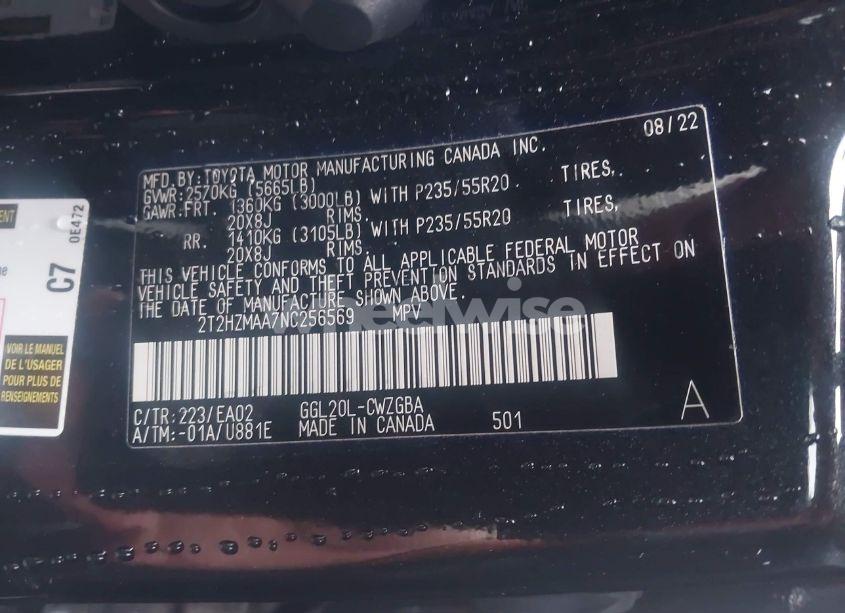 08/22
MFD.BY:TOYOTA MOTOR MANUFACTURING CANADA INC.
GVWR:2570KG (5665LB)
GAWR:FRT. 1360KG (3000LB) WITH P235/55R20 TIRES,
20X8J RIMS.
RR. 1410KG (3105LB) WITH P235/55R20 TIRES,
20X8J RIMS.
THIS VEHICLE CONFORMS TO ALL APPLICABLE FEDERAL MOTOR
VEHICLE SAFETY AND THEFT PREVENTION STANDARDS IN EFFECT ON
THE DATE OF MANUFACTURE SHOWN ABOVE.
2T2HZMAA7NC256569 MPV
C/TR:223/EA02 GGL20L-CWZGBA
A/TM:-01A/U881E MADE IN CANADA 501 A
C7 0E472
VOIR LE MANUEL
DE L'USAGER
POUR PLUS DE
RENSEIGNEMENTS